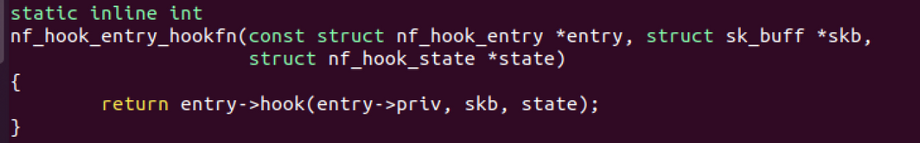 static inline int
nf_hook_entry_hookfn(const struct nf_hook_entry *entry, struct sk_buff *skb,
                     struct nf_hook_state *state)
{
        return entry->hook(entry->priv, skb, state);
}